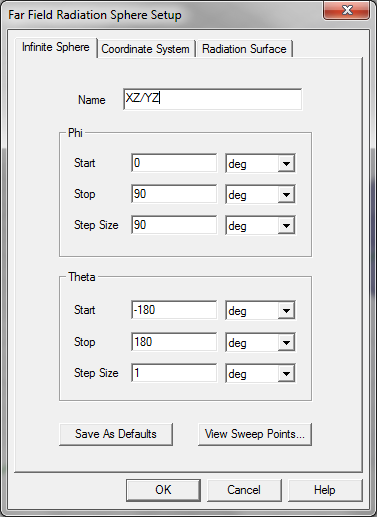 Far Field Radiation Sphere Setup
Infinite Sphere Coordinate System Radiation Surface
Name XZ/YZ
Phi
Start 0 deg
Stop 90 deg
Step Size 90 deg
Theta
Start -180 deg
Stop 180 deg
Step Size 1 deg
Save As Defaults View Sweep Points...
OK Cancel Help